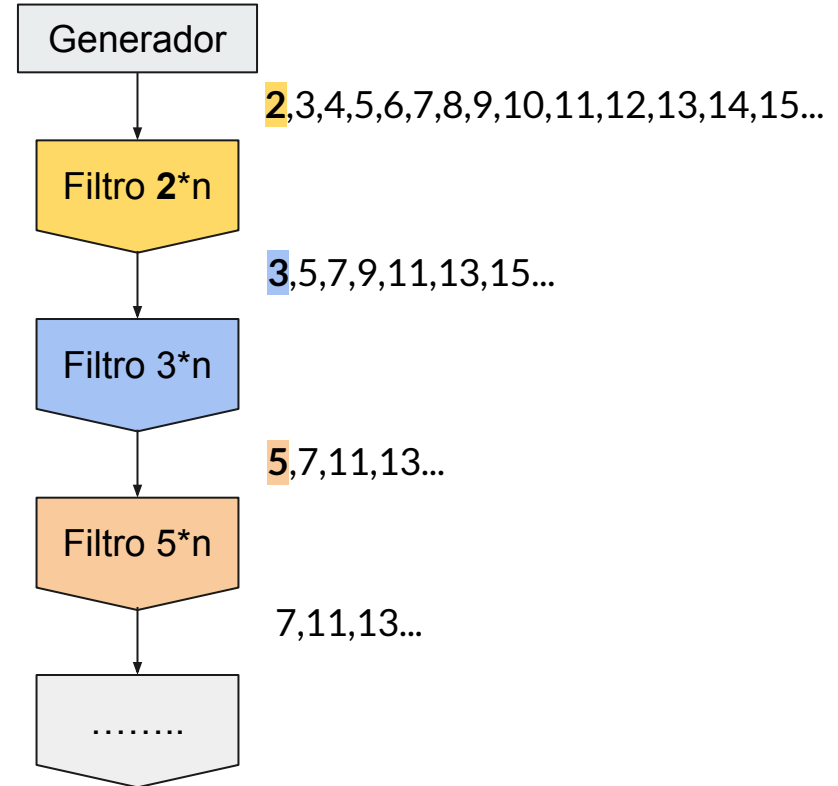 Generador
2,3,4,5,6,7,8,9,10,11,12,13,14,15...
Filtro 2*n
3,5,7,9,11,13,15...
Filtro 3*n
5,7,11,13...
Filtro 5*n
7,11,13...
........